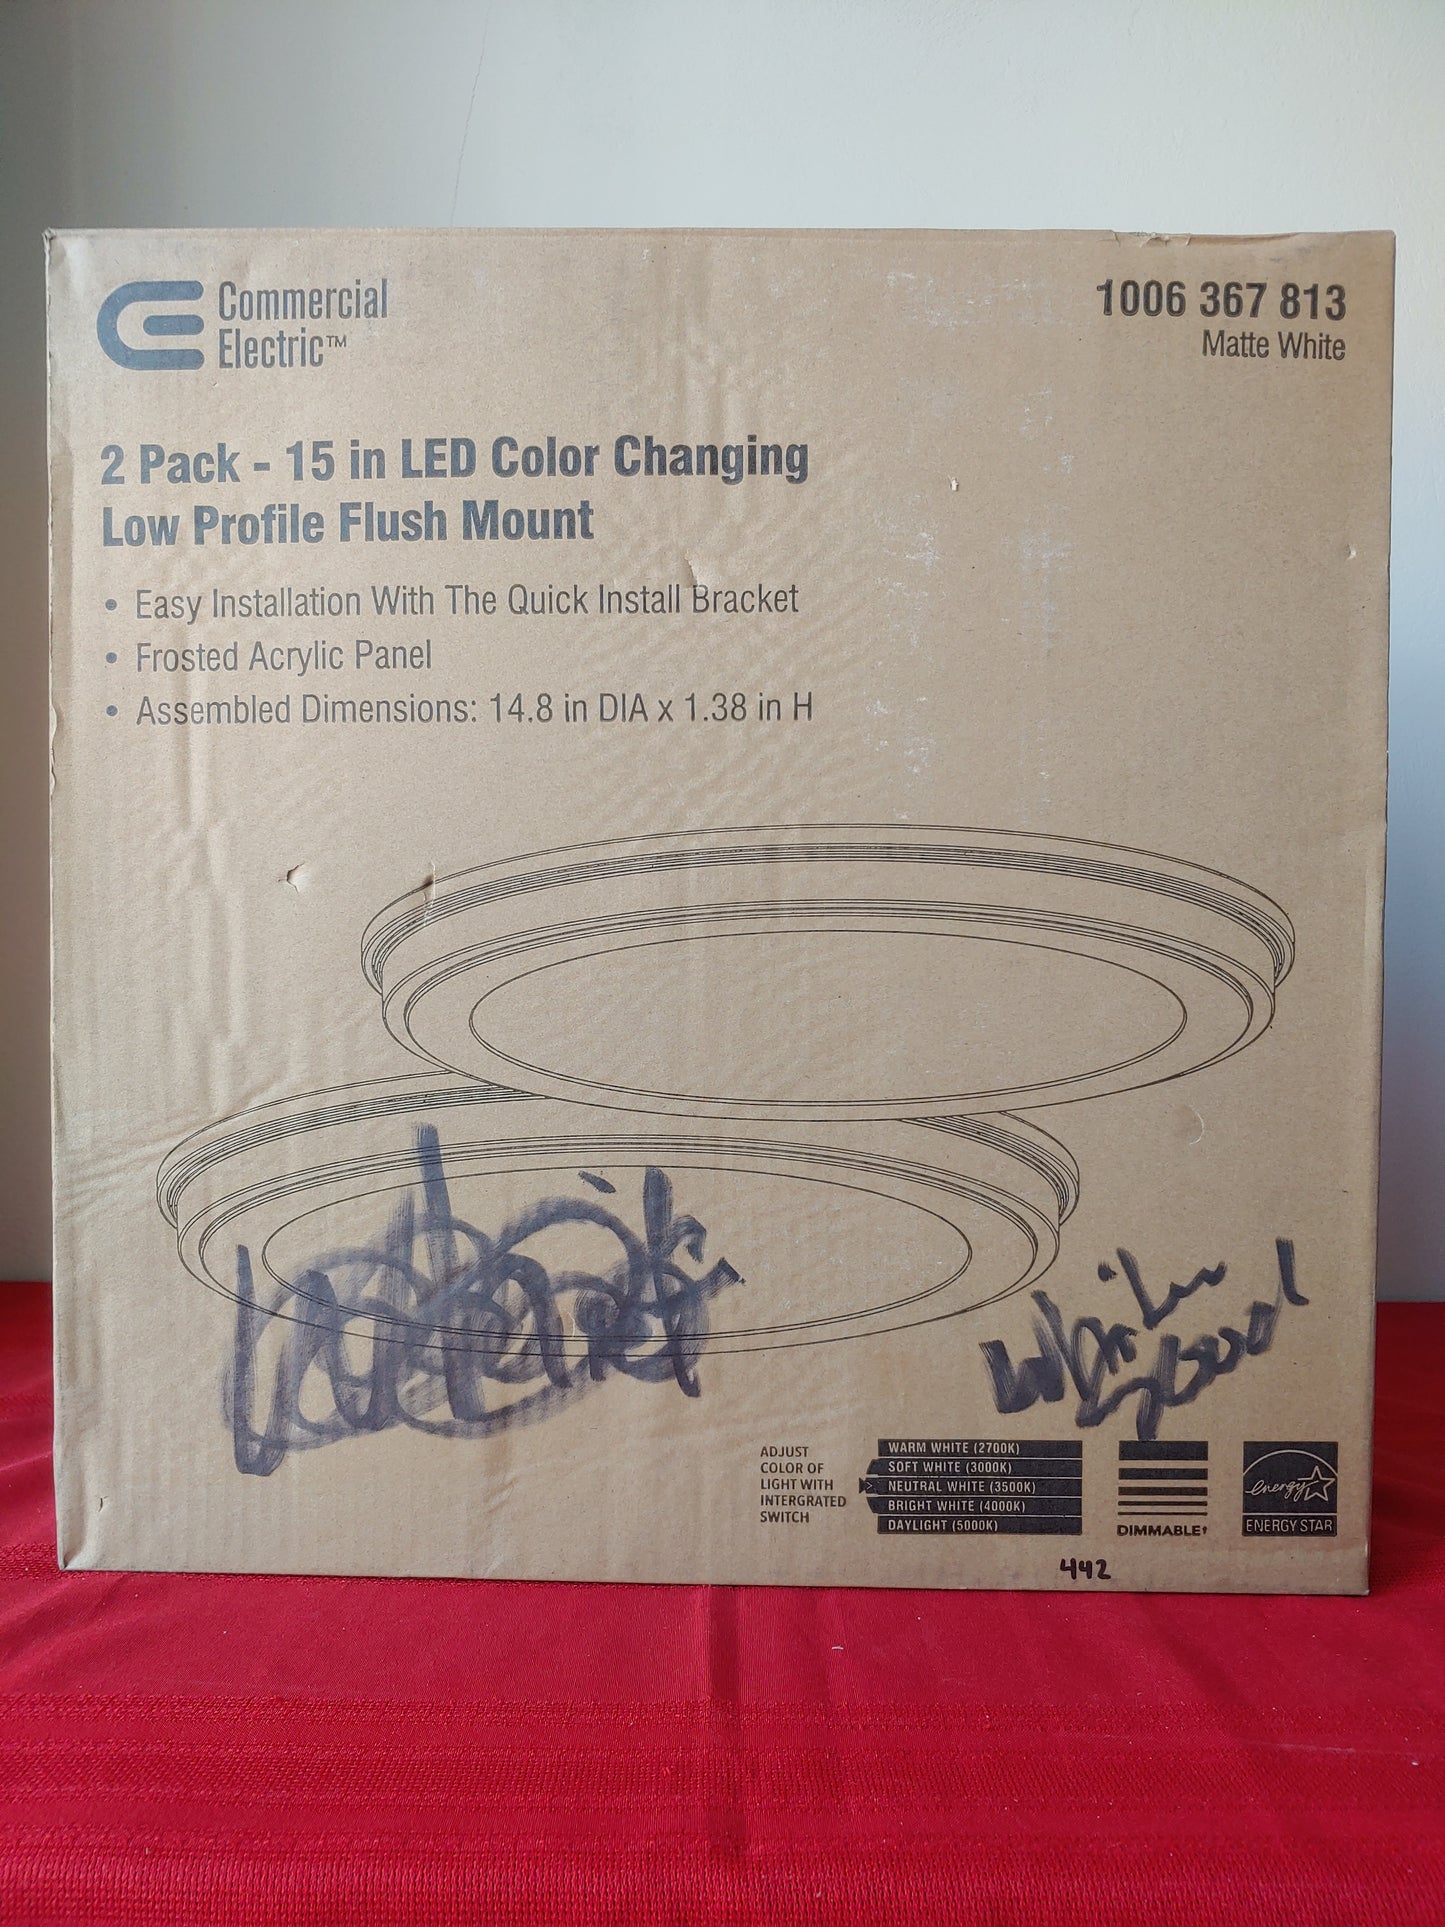 Commercial
Electric™
1006 367 813
Matte White
2 Pack - 15 in LED Color Changing
Low Profile Flush Mount
• Easy Installation With The Quick Install Bracket
• Frosted Acrylic Panel
• Assembled Dimensions: 14.8 in DIA x 1.38 in H
ADJUST
COLOR OF
LIGHT WITH
INTERGRATED
SWITCH
WARM WHITE (2700K)
SOFT WHITE (3000K)
NEUTRAL WHITE (3500K)
BRIGHT WHITE (4000K)
DAYLIGHT (5000K)
DIMMABLE†
energy
ENERGY STAR
442